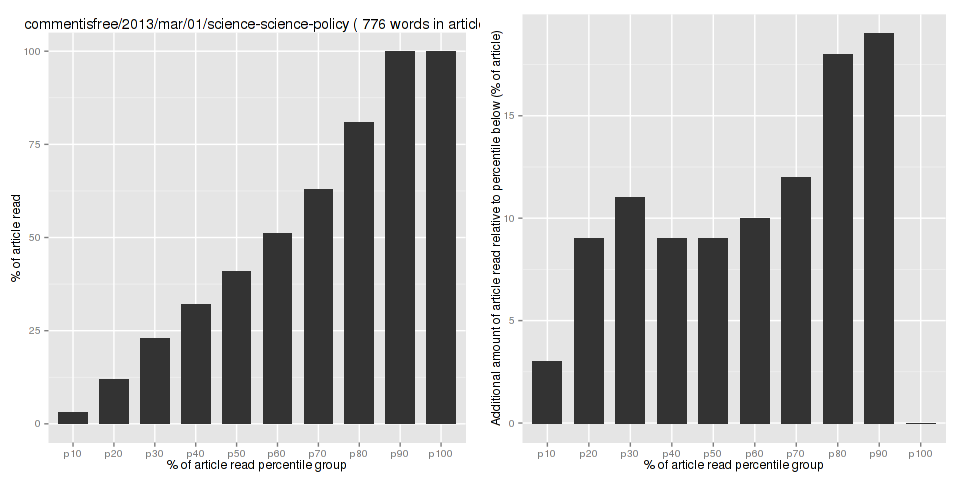 commentisfree/2013/mar/01/science-science-policy ( 776 words in articl
100
75
50
25
0
% of article read
p10 p20 p30 p40 p50 p60 p70 p80 p90 p100
% of article read percentile group
15
10
5
0
Additional amount of article read relative to percentile below (% of article)
p10 p20 p30 p40 p50 p60 p70 p80 p90 p100
% of article read percentile group